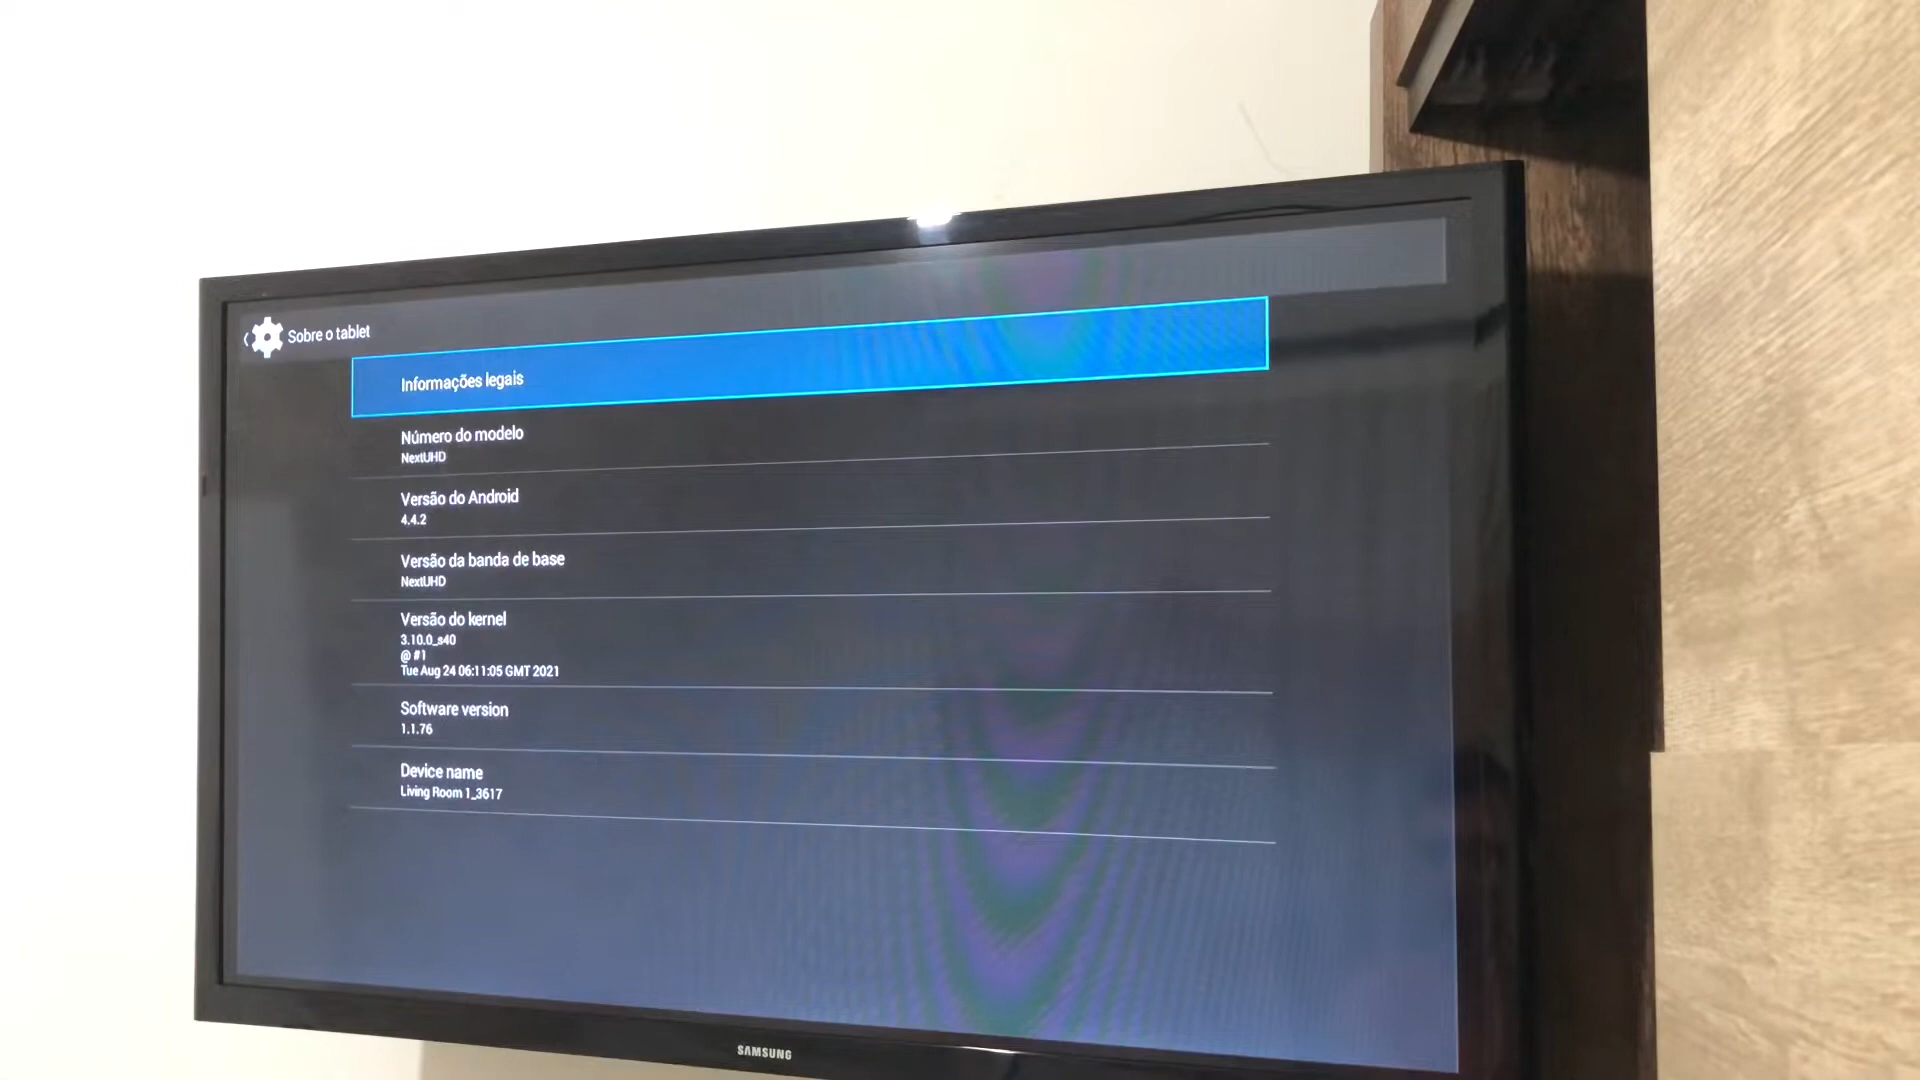 Sobre o tablet
Informações legais
Número do modelo
NextUHD
Versão do Android
4.4.2
Versão da banda de base
NextUHD
Versão do kernel
3.10.0_s40
@ #1
Tue Aug 24 06:11:05 GMT 2021
Software version
1.1.76
Device name
Living Room 1_3617
SAMSUNG